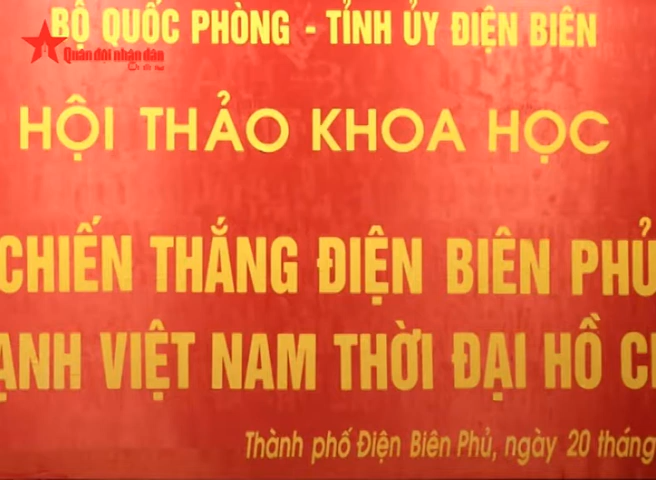 BỘ QUỐC PHÒNG - TỈNH ỦY ĐIỆN BIÊN
Quân đội nhân dân
HỘI THẢO KHOA HỌC
CHIẾN THẮNG ĐIỆN BIÊN PHỦ
ẠNH VIỆT NAM THỜI ĐẠI HỒ C
Thành phố Điện Biên Phủ, ngày 20 tháng